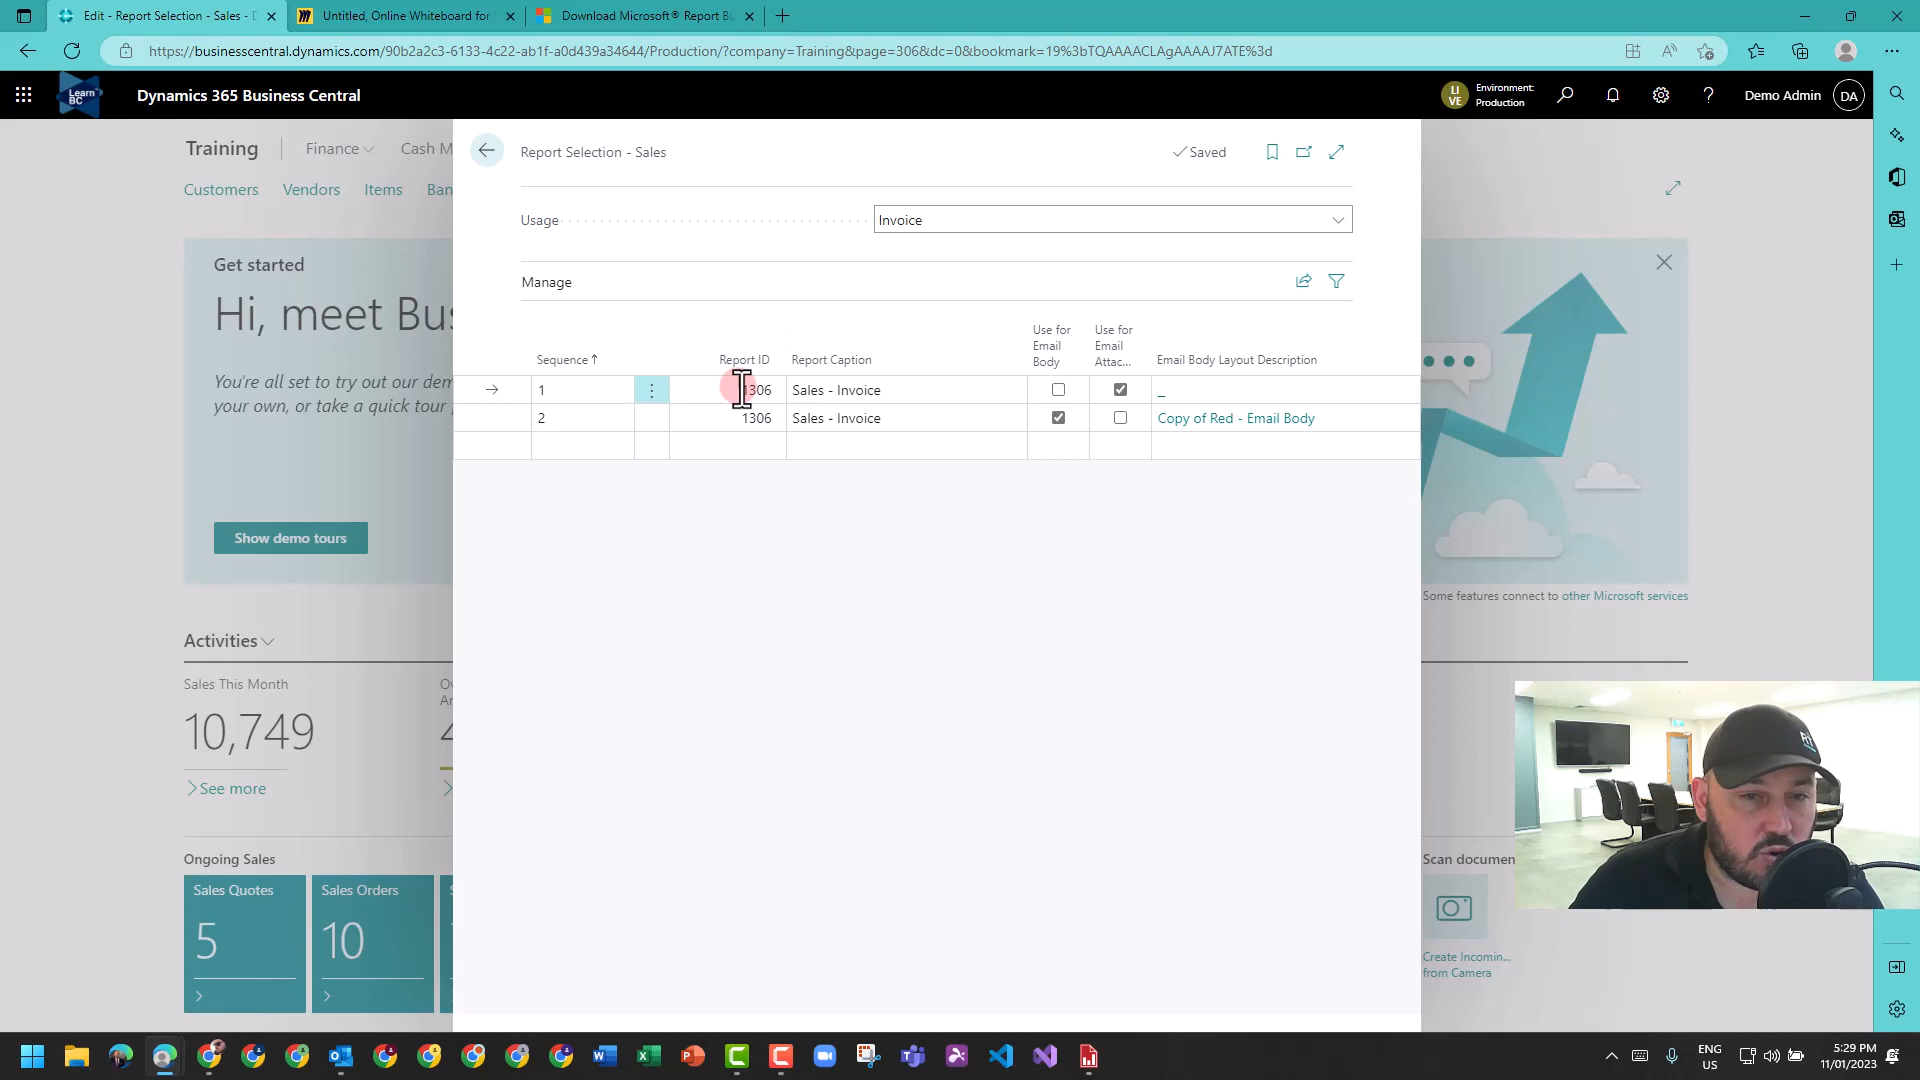 Edit - Report Selection - Sales - D
Untitled, Online Whiteboard for
Download Microsoft® Report Bu
https://businesscentral.dynamics.com/90b2a2c3-6133-4c22-ab1f-a0d439a34644/Production/?company=Training&page=306&dc=0&bookmark=19%3bTQAAAACLAgAAAAJ7ATE%3d
Learn BC
Dynamics 365 Business Central
LI
VE
Environment:
Production
Demo Admin
DA
Training
Finance
Cash M
Customers
Vendors
Items
Ban
Report Selection - Sales
Saved
Usage
Invoice
Manage
Sequence
Report ID
Report Caption
Use for
Email
Body
Use for
Email
Attac...
Email Body Layout Description
1
1306
Sales - Invoice
_
2
1306
Sales - Invoice
Copy of Red - Email Body
Get started
Hi, meet Bus
You're all set to try out our dem
your own, or take a quick tour f
Show demo tours
Some features connect to other Microsoft services
Activities
Sales This Month
10,749
See more
Ongoing Sales
Sales Quotes
5
Sales Orders
10
Scan documen
Create Incomin...
from Camera
ENG
US
5:29 PM
11/01/2023